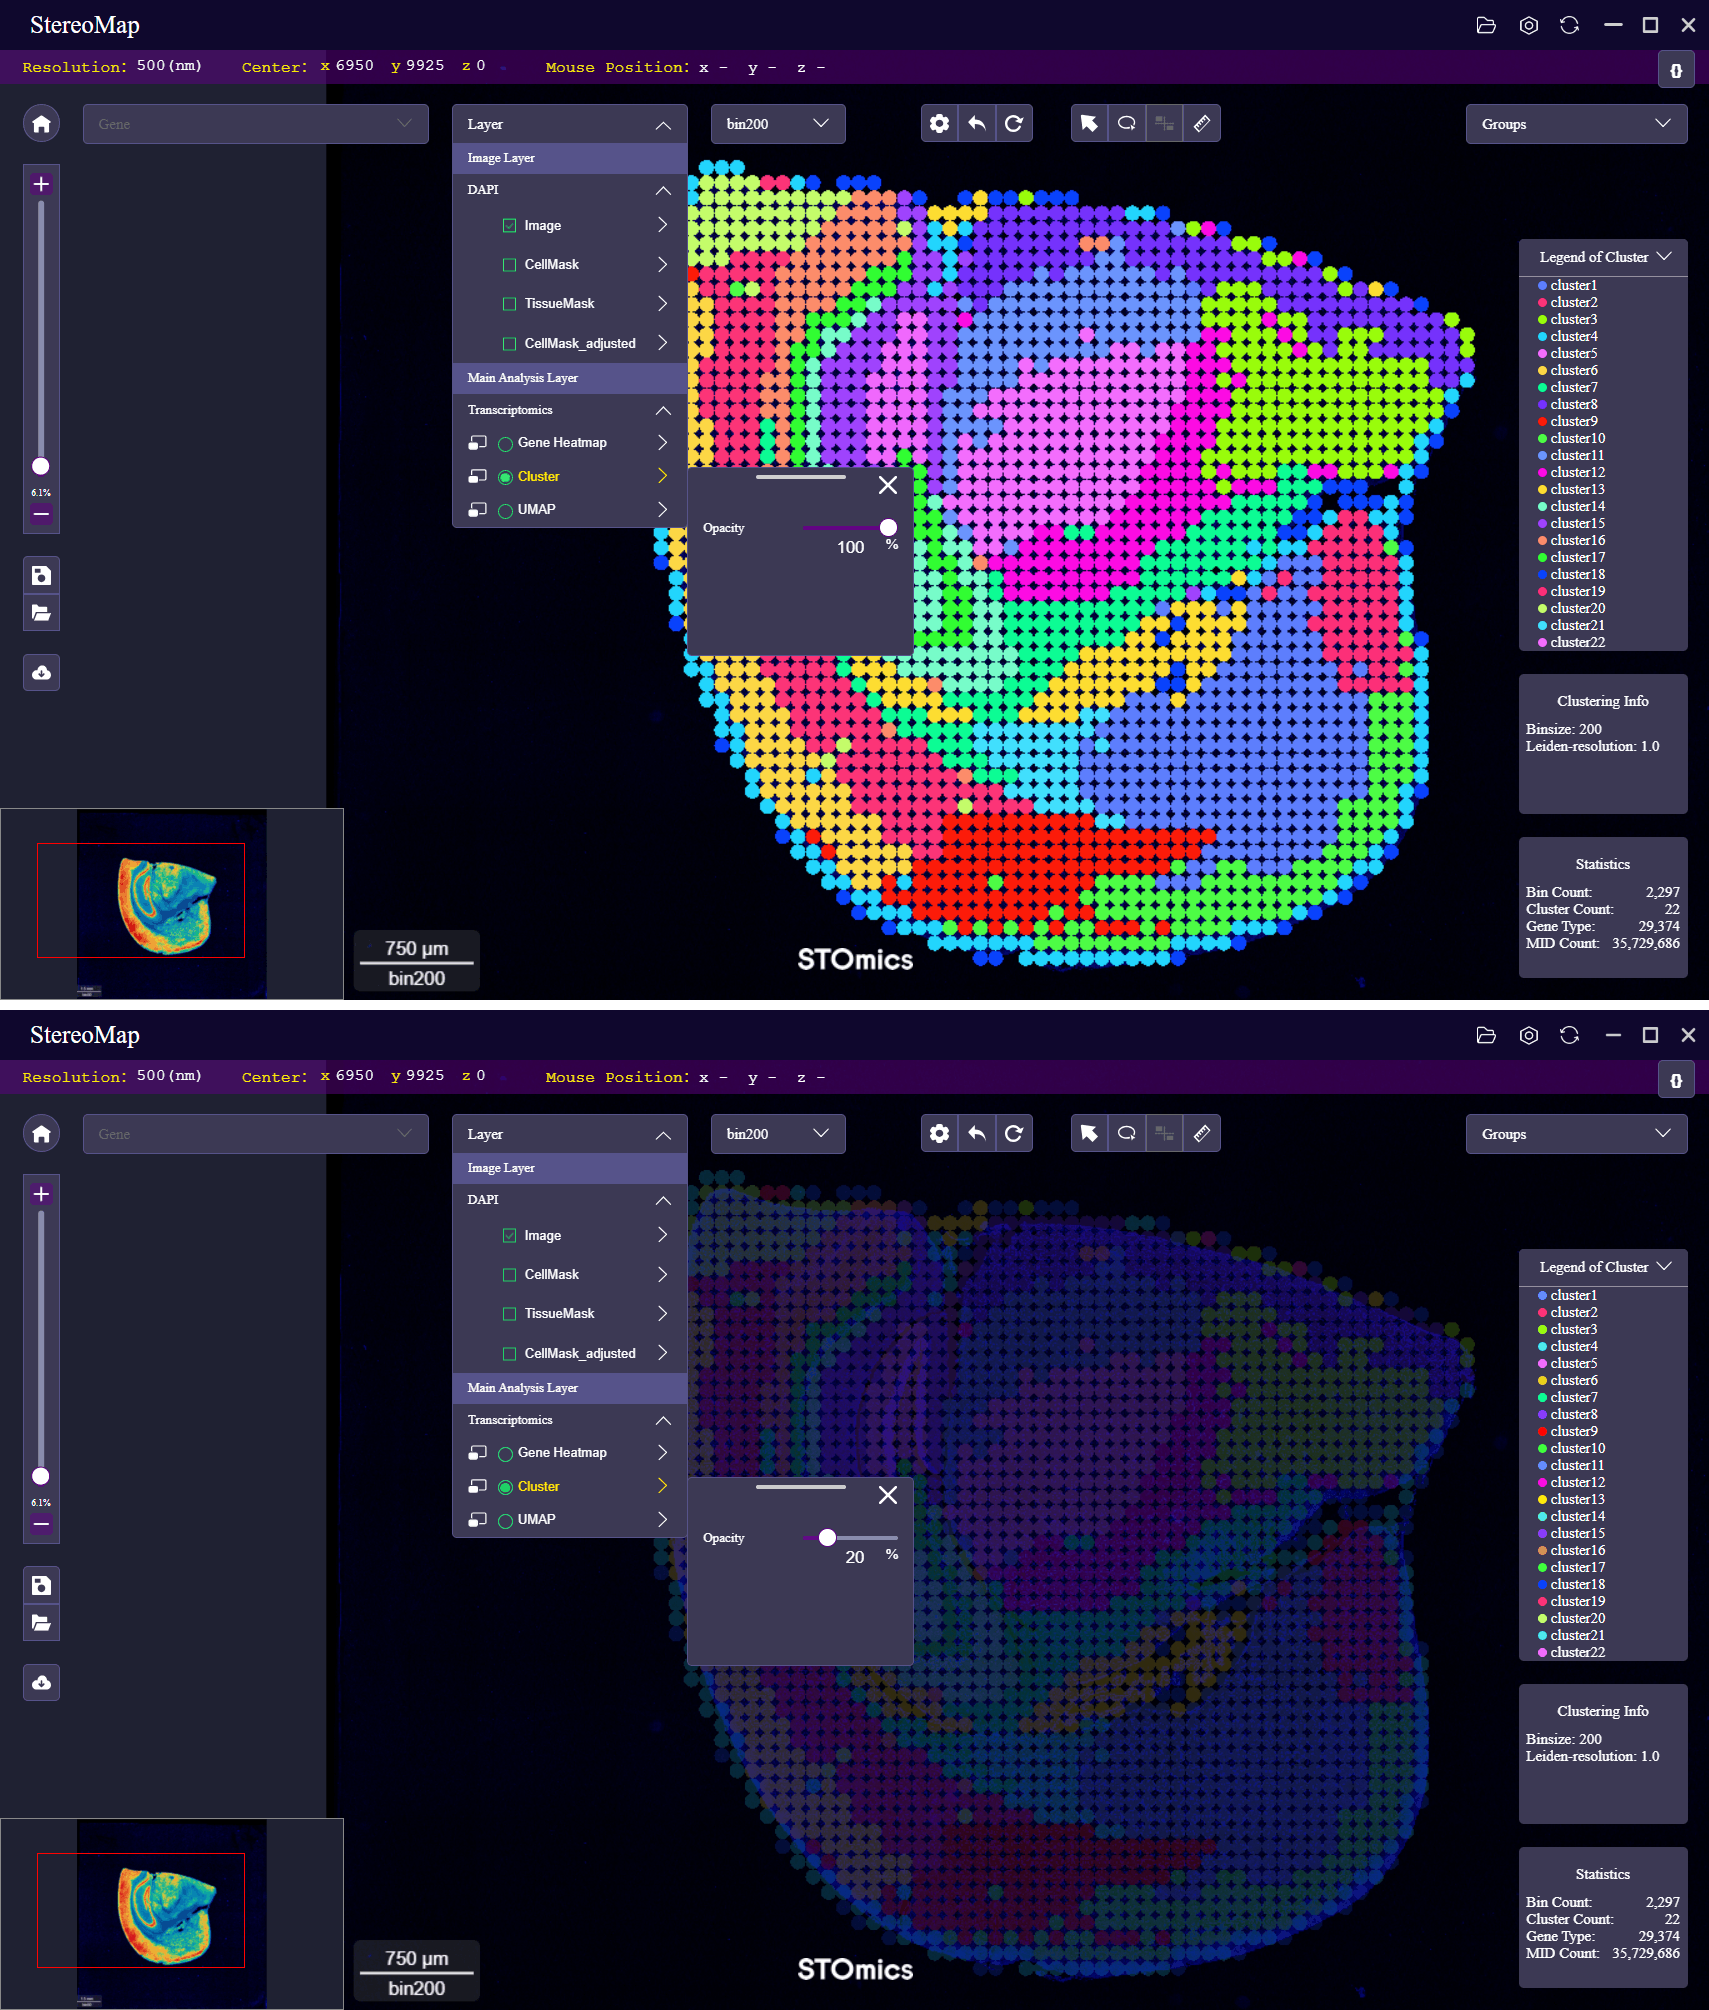 StereoMap
Resolution: 500(nm) Center: x 6950 y 9925 z 0 Mouse Position: x - y - z -
Gene
Layer
bin200
Groups
Image Layer
DAPI
Image
CellMask
TissueMask
CellMask_adjusted
Main Analysis Layer
Transcriptomics
Gene Heatmap
Cluster
UMAP
6.1%
Opacity
100 %
Legend of Cluster
cluster1
cluster2
cluster3
cluster4
cluster5
cluster6
cluster7
cluster8
cluster9
cluster10
cluster11
cluster12
cluster13
cluster14
cluster15
cluster16
cluster17
cluster18
cluster19
cluster20
cluster21
cluster22
Clustering Info
Binsize: 200
Leiden-resolution: 1.0
Statistics
Bin Count: 2,297
Cluster Count: 22
Gene Type: 29,374
MID Count: 35,729,686
750 μm
bin200
STOmics
StereoMap
Resolution: 500(nm) Center: x 6950 y 9925 z 0 Mouse Position: x - y - z -
Gene
Layer
bin200
Groups
Image Layer
DAPI
Image
CellMask
TissueMask
CellMask_adjusted
Main Analysis Layer
Transcriptomics
Gene Heatmap
Cluster
UMAP
6.1%
Opacity
20 %
Legend of Cluster
cluster1
cluster2
cluster3
cluster4
cluster5
cluster6
cluster7
cluster8
cluster9
cluster10
cluster11
cluster12
cluster13
cluster14
cluster15
cluster16
cluster17
cluster18
cluster19
cluster20
cluster21
cluster22
Clustering Info
Binsize: 200
Leiden-resolution: 1.0
Statistics
Bin Count: 2,297
Cluster Count: 22
Gene Type: 29,374
MID Count: 35,729,686
750 μm
bin200
STOmics